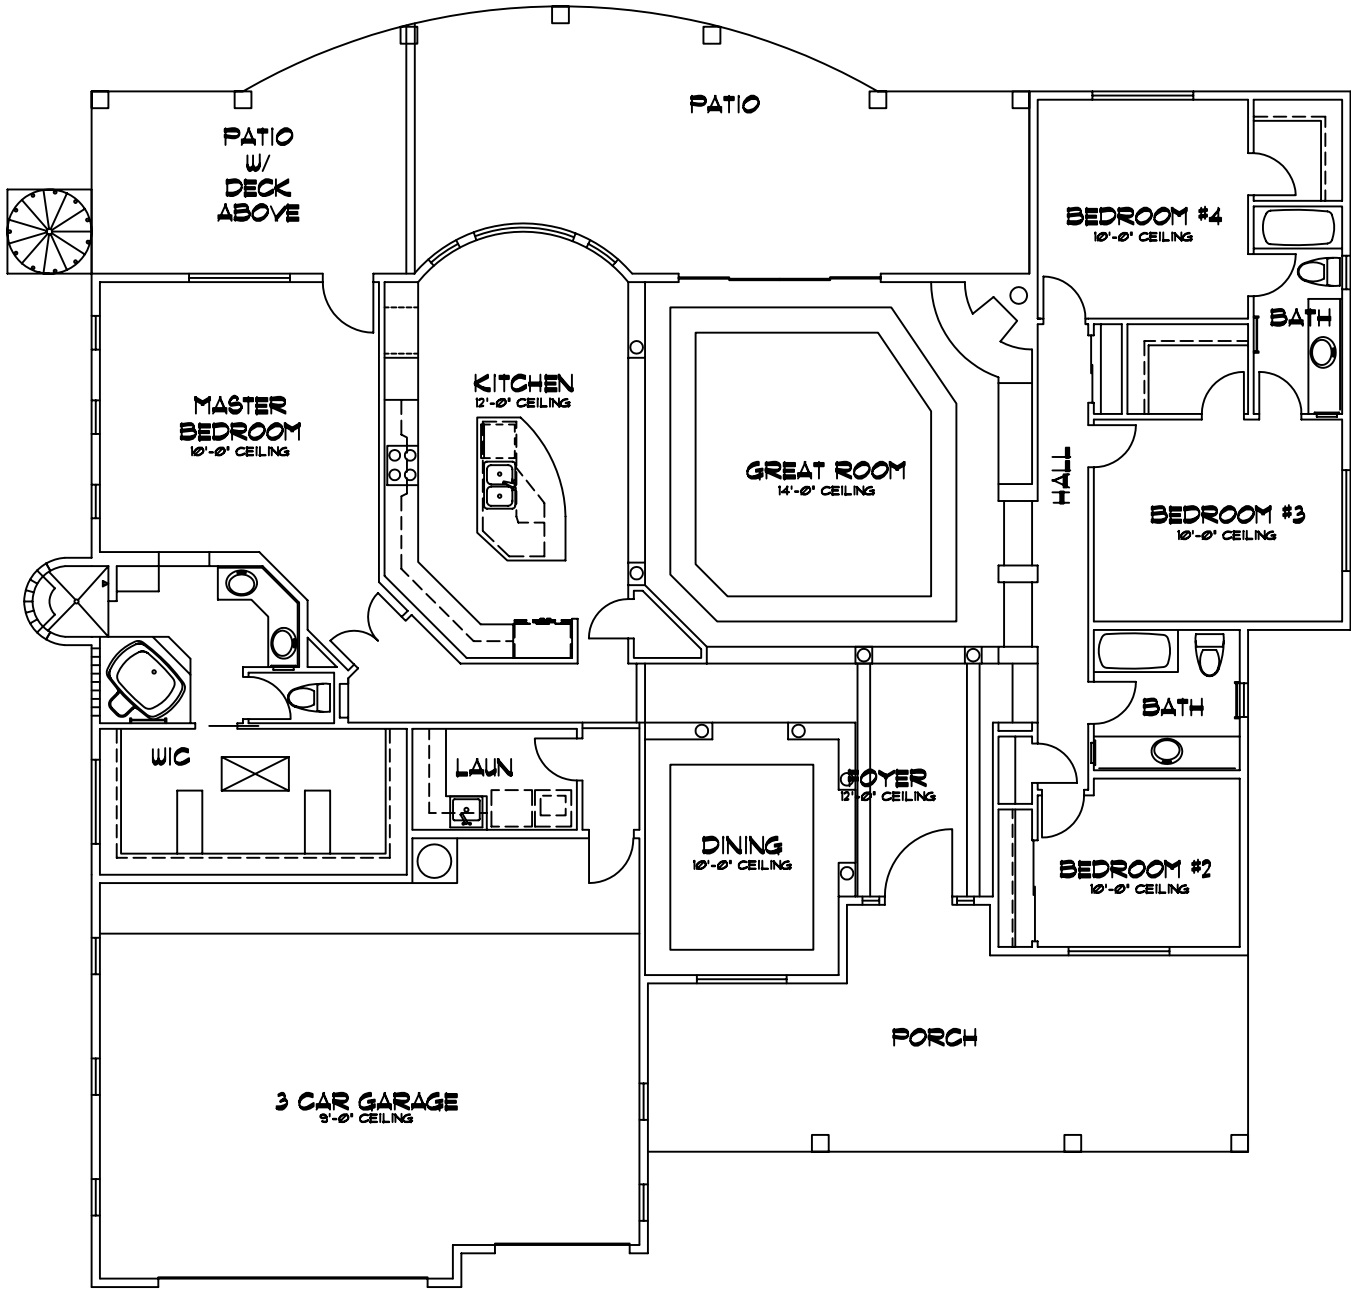 PATIO
PATIO
W/
DECK
ABOVE
BEDROOM #4
10'-0" CEILING
BATH
KITCHEN
12'-0" CEILING
MASTER
BEDROOM
10'-0" CEILING
GREAT ROOM
14'-0" CEILING
HALL
BEDROOM #3
10'-0" CEILING
BATH
WIC
LAUN
FOYER
12'-0" CEILING
DINING
10'-0" CEILING
BEDROOM #2
10'-0" CEILING
PORCH
3 CAR GARAGE
9'-0" CEILING